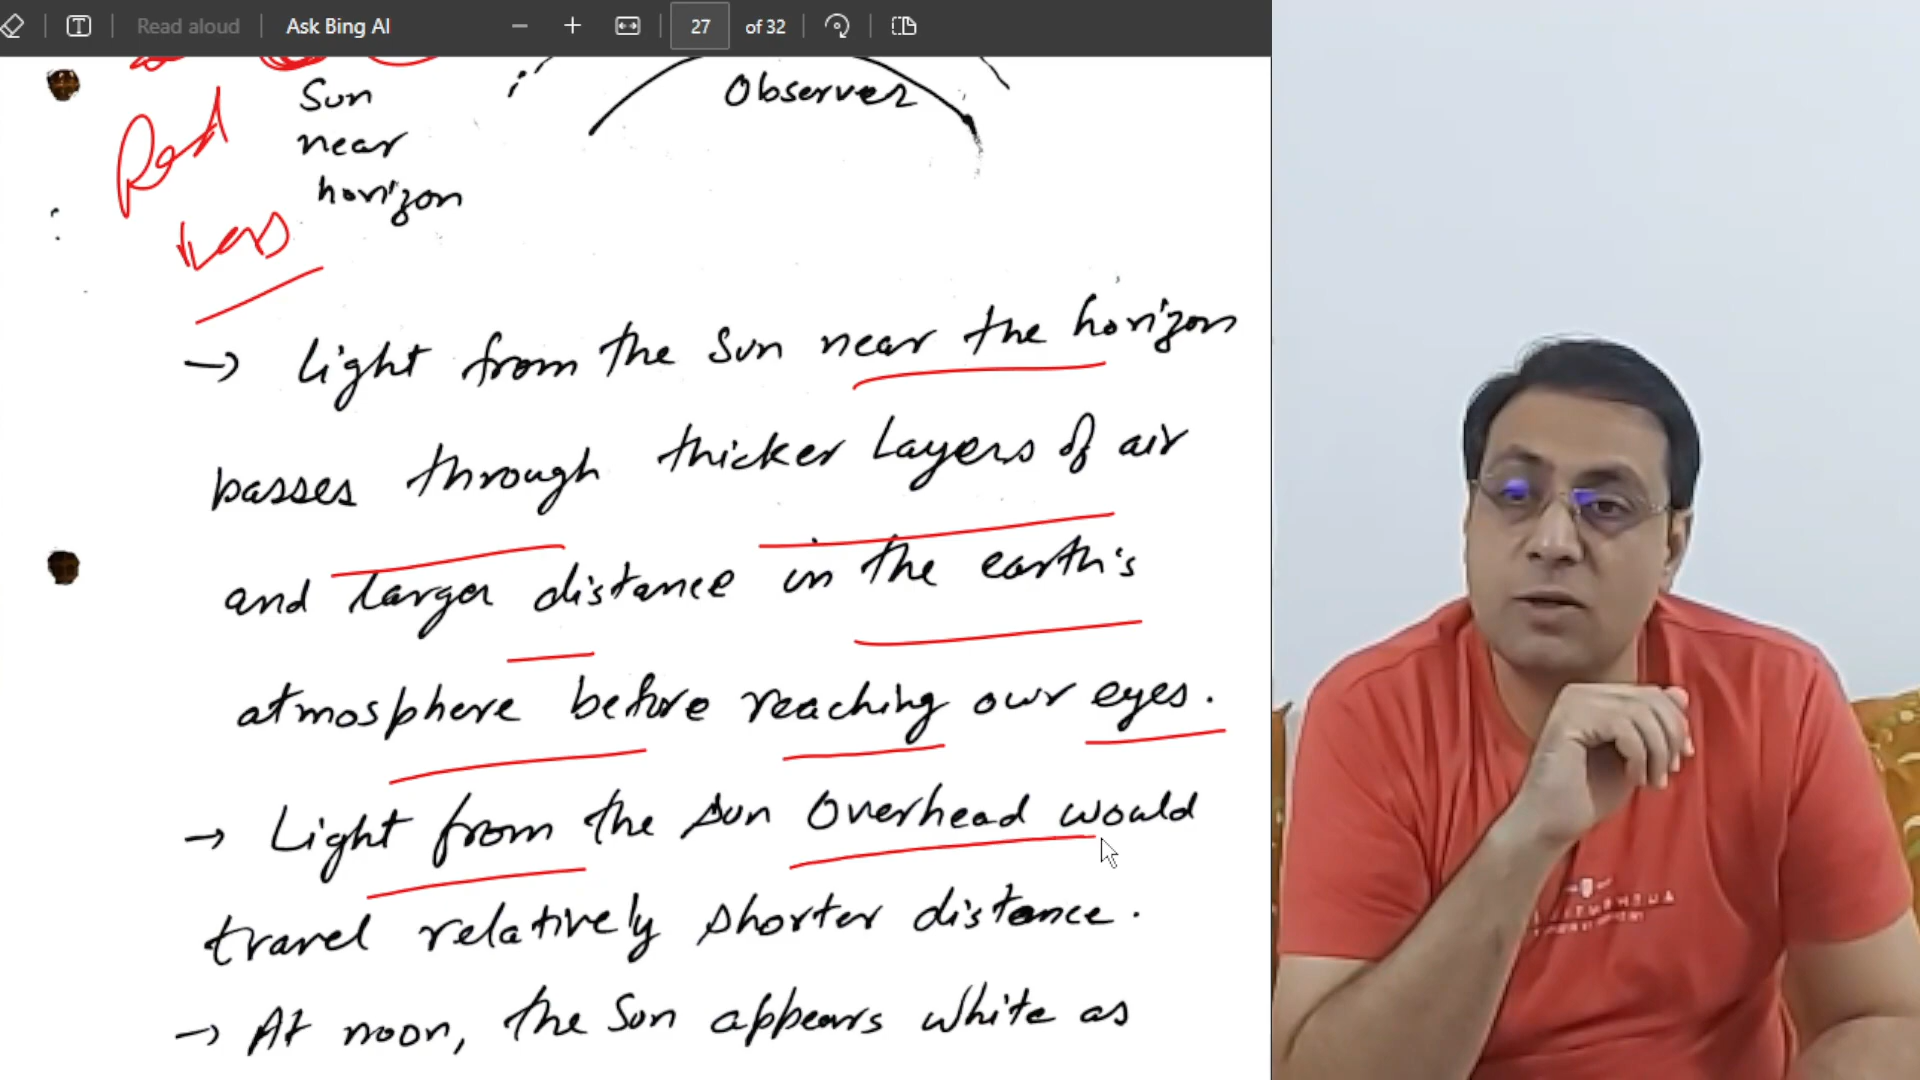 Read aloud
Ask Bing AI
27 of 32
Observer
Sun
near
horizon
Red
Less
→ Light from the Sun near the horizon
passes through thicker layers of air
and larger distance in the earth's
atmosphere before reaching our eyes.
→ Light from the sun overhead would
travel relatively shorter distance.
→ At noon, the Sun appears white as